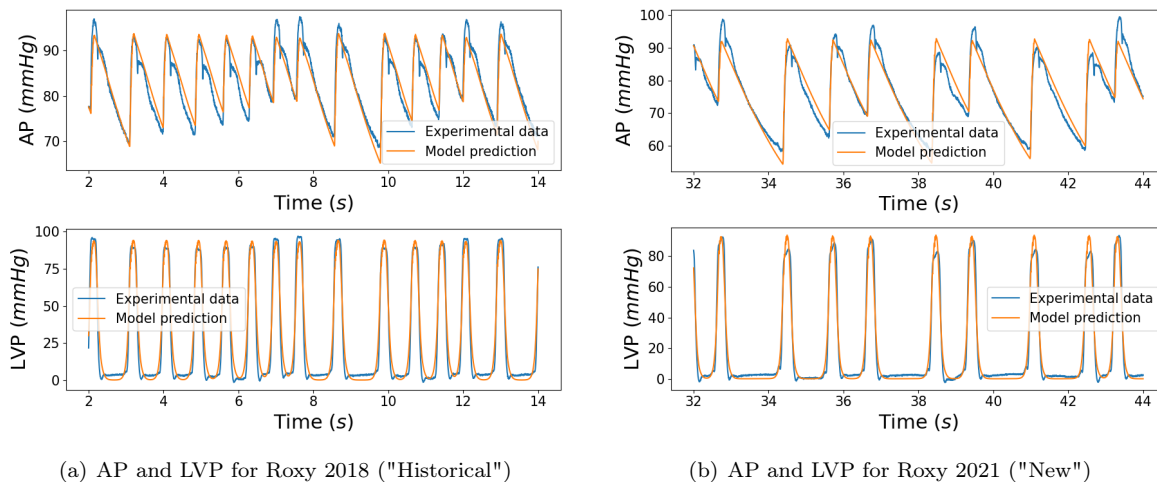 AP (mmHg)
90
80
70
2
4
6
8
10
12
14
Experimental data
Model prediction
Time (s)
LVP (mmHg)
100
75
50
25
0
2
4
6
8
10
12
14
Experimental data
Model prediction
Time (s)
(a) AP and LVP for Roxy 2018 ("Historical")
AP (mmHg)
100
90
80
70
60
32
34
36
38
40
42
44
Experimental data
Model prediction
Time (s)
LVP (mmHg)
80
60
40
20
0
32
34
36
38
40
42
44
Experimental data
Model prediction
Time (s)
(b) AP and LVP for Roxy 2021 ("New")